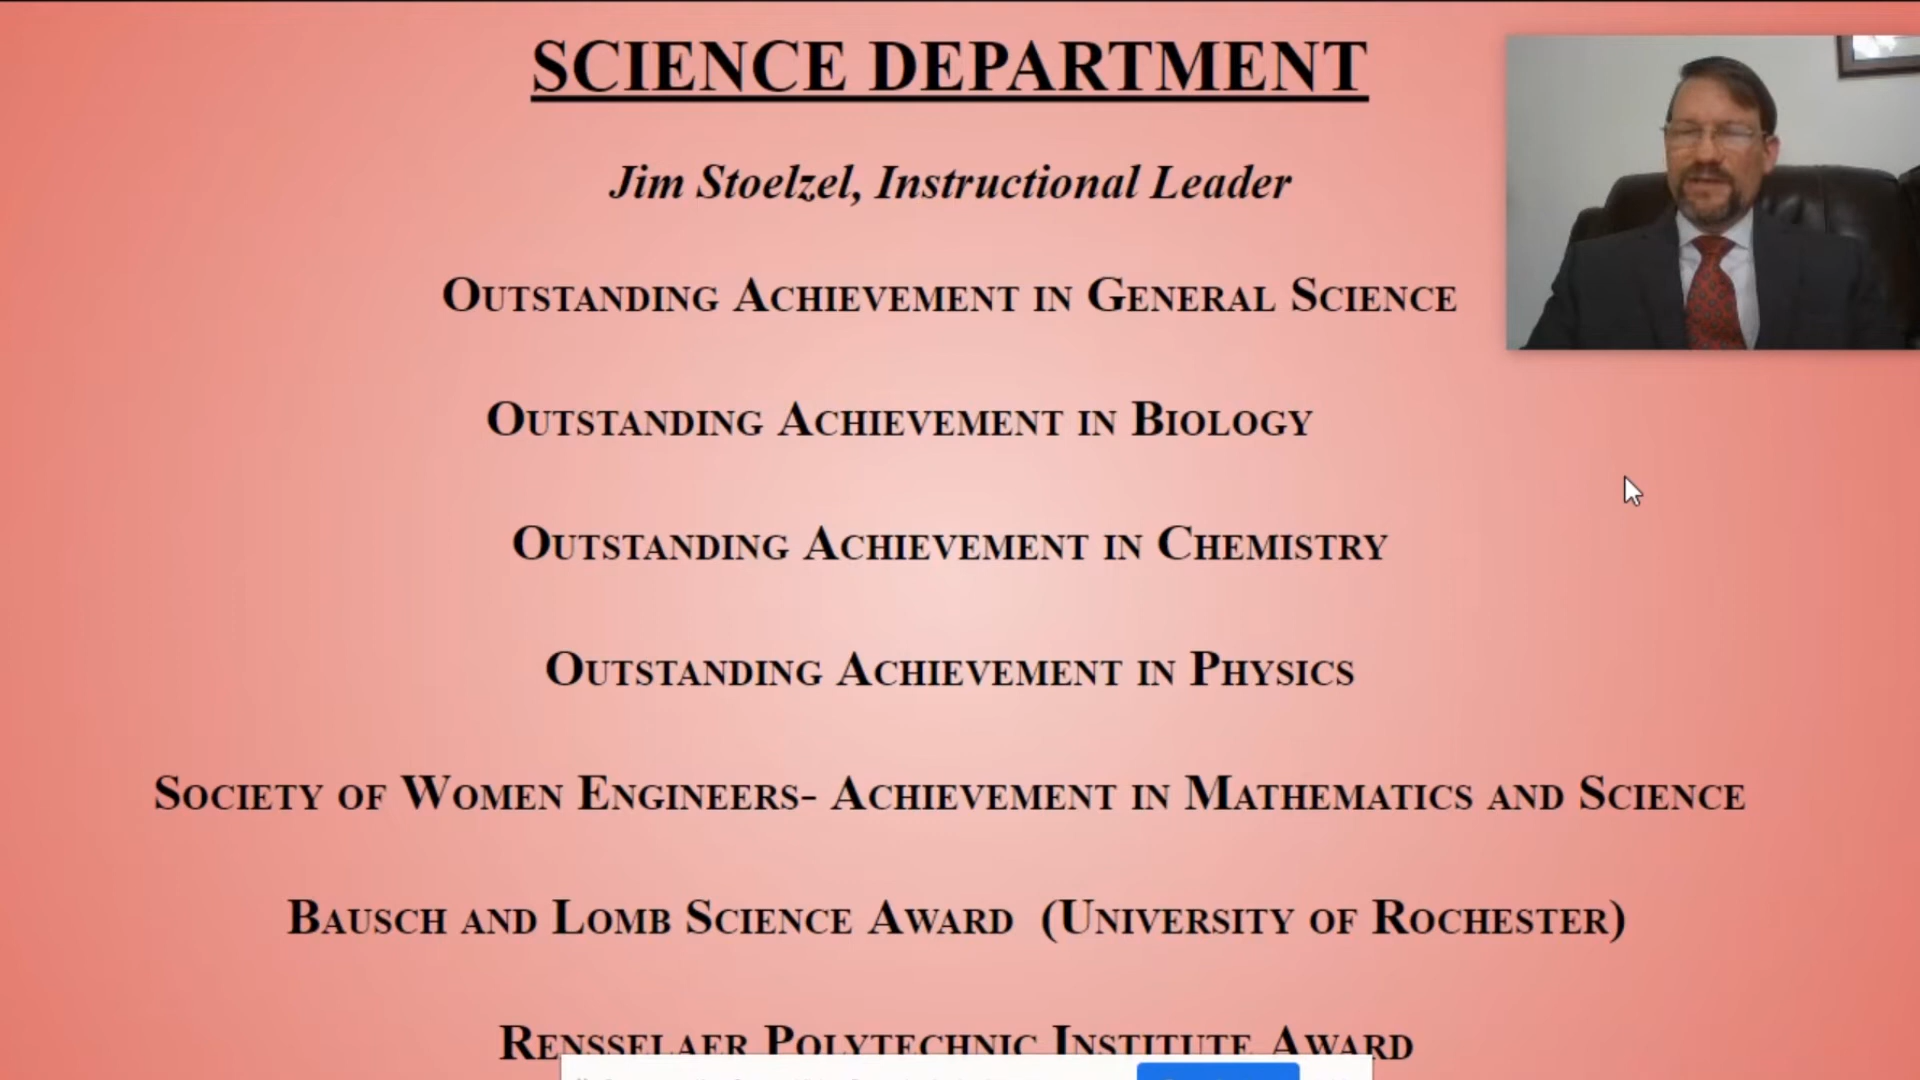 SCIENCE DEPARTMENT
Jim Stoelzel, Instructional Leader
OUTSTANDING ACHIEVEMENT IN GENERAL SCIENCE
OUTSTANDING ACHIEVEMENT IN BIOLOGY
OUTSTANDING ACHIEVEMENT IN CHEMISTRY
OUTSTANDING ACHIEVEMENT IN PHYSICS
SOCIETY OF WOMEN ENGINEERS- ACHIEVEMENT IN MATHEMATICS AND SCIENCE
BAUSCH AND LOMB SCIENCE AWARD (UNIVERSITY OF ROCHESTER)
RENSSELAER POLYTECHNIC INSTITUTE AWARD